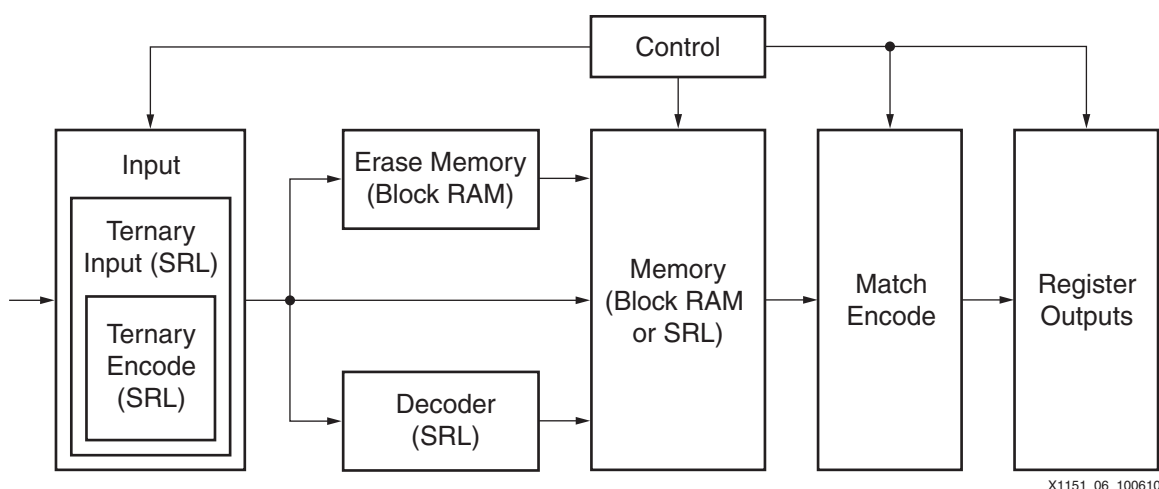 Control
Input
Ternary
Input (SRL)
Ternary
Encode
(SRL)
Erase Memory
(Block RAM)
Decoder
(SRL)
Memory
(Block RAM
or SRL)
Match
Encode
Register
Outputs
X1151_06_100610